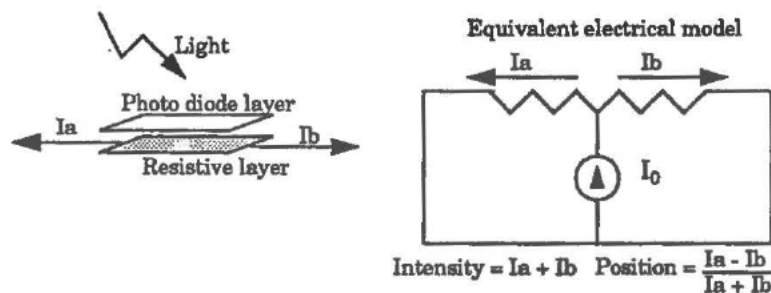 Light
Photo diode layer
Ia
Ib
Resistive layer
Equivalent electrical model
Ia
Ib
I₀
Intensity = Ia + Ib Position = Ia - Ib
Ia + Ib